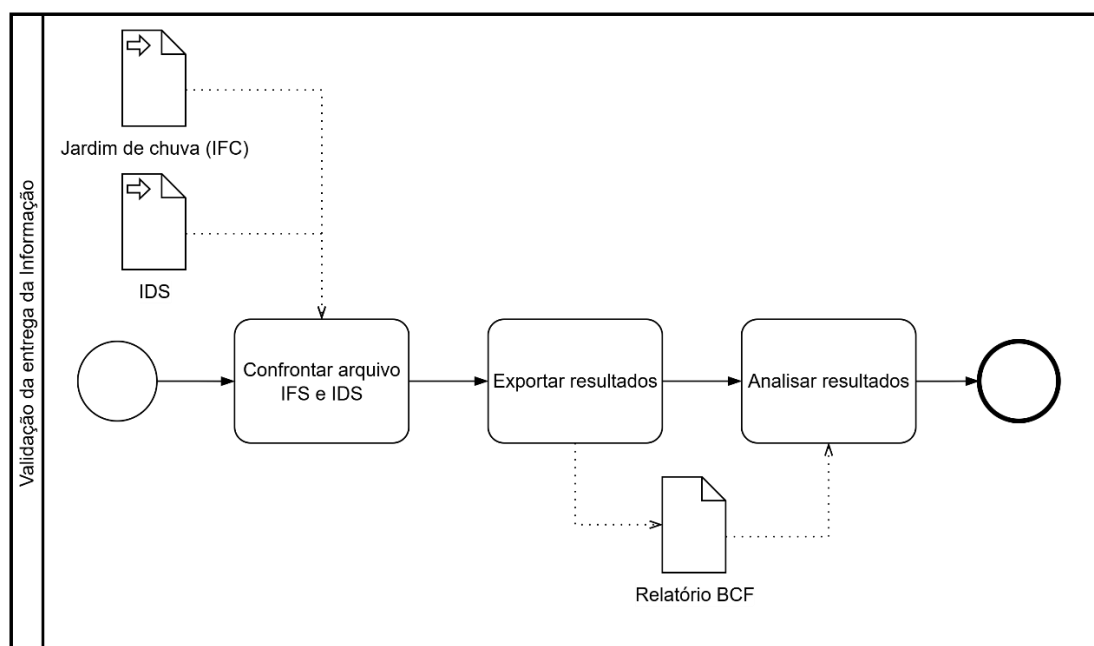 Validação da entrega da Informação
Jardim de chuva (IFC)
IDS
Confrontar arquivo
IFS e IDS
Exportar resultados
Analisar resultados
Relatório BCF